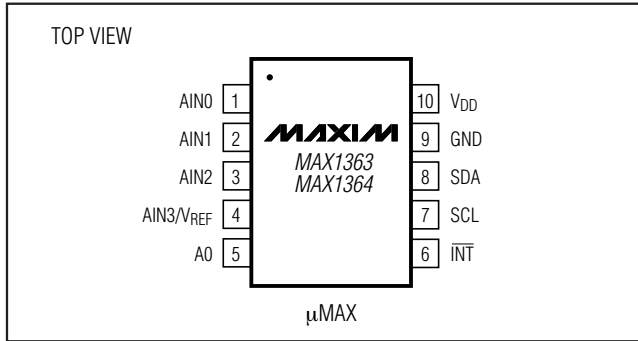 TOP VIEW
AIN0 1
10 VDD
AIN1 2
MAXIM
9 GND
MAX1363
AIN2 3
8 SDA
MAX1364
AIN3/VREF 4
7 SCL
A0 5
6 INT
μMAX